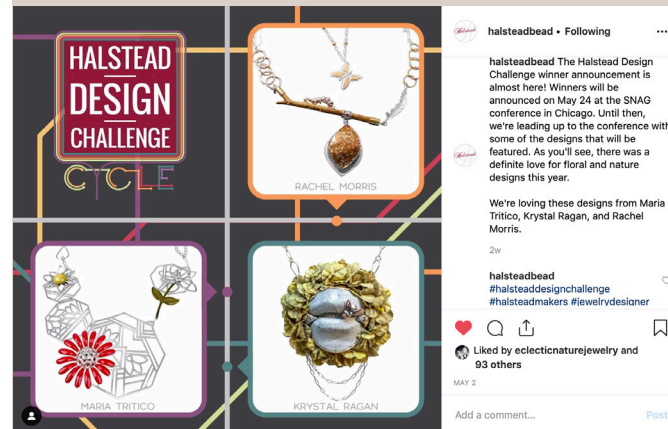 HALSTEAD
DESIGN
CHALLENGE
CYCLE
RACHEL MORRIS
MARIA TRITICO
KRYSTAL RAGAN
halsteadbead • Following
halsteadbead The Halstead Design
Challenge winner announcement is
almost here! Winners will be
announced on May 24 at the SNAG
conference in Chicago. Until then,
we're leading up to the conference with
some of the designs that will be
featured. As you'll see, there was a
definite love for floral and nature
designs this year.
We're loving these designs from Maria
Tritico, Krystal Ragan, and Rachel
Morris.
2w
halsteadbead
#halsteaddesignchallenge
#halsteadmakers #jewelrydesigner
Liked by eclecticnaturejewelry and
93 others
MAY 2
Add a comment...
Post